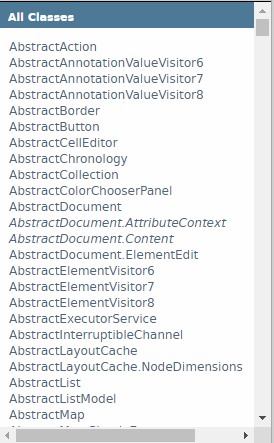 All Classes
AbstractAction
AbstractAnnotationValueVisitor6
AbstractAnnotationValueVisitor7
AbstractAnnotationValueVisitor8
AbstractBorder
AbstractButton
AbstractCellEditor
AbstractChronology
AbstractCollection
AbstractColorChooserPanel
AbstractDocument
AbstractDocument.AttributeContext
AbstractDocument.Content
AbstractDocument.ElementEdit
AbstractElementVisitor6
AbstractElementVisitor7
AbstractElementVisitor8
AbstractExecutorService
AbstractInterruptibleChannel
AbstractLayoutCache
AbstractLayoutCache.NodeDimensions
AbstractList
AbstractListModel
AbstractMap